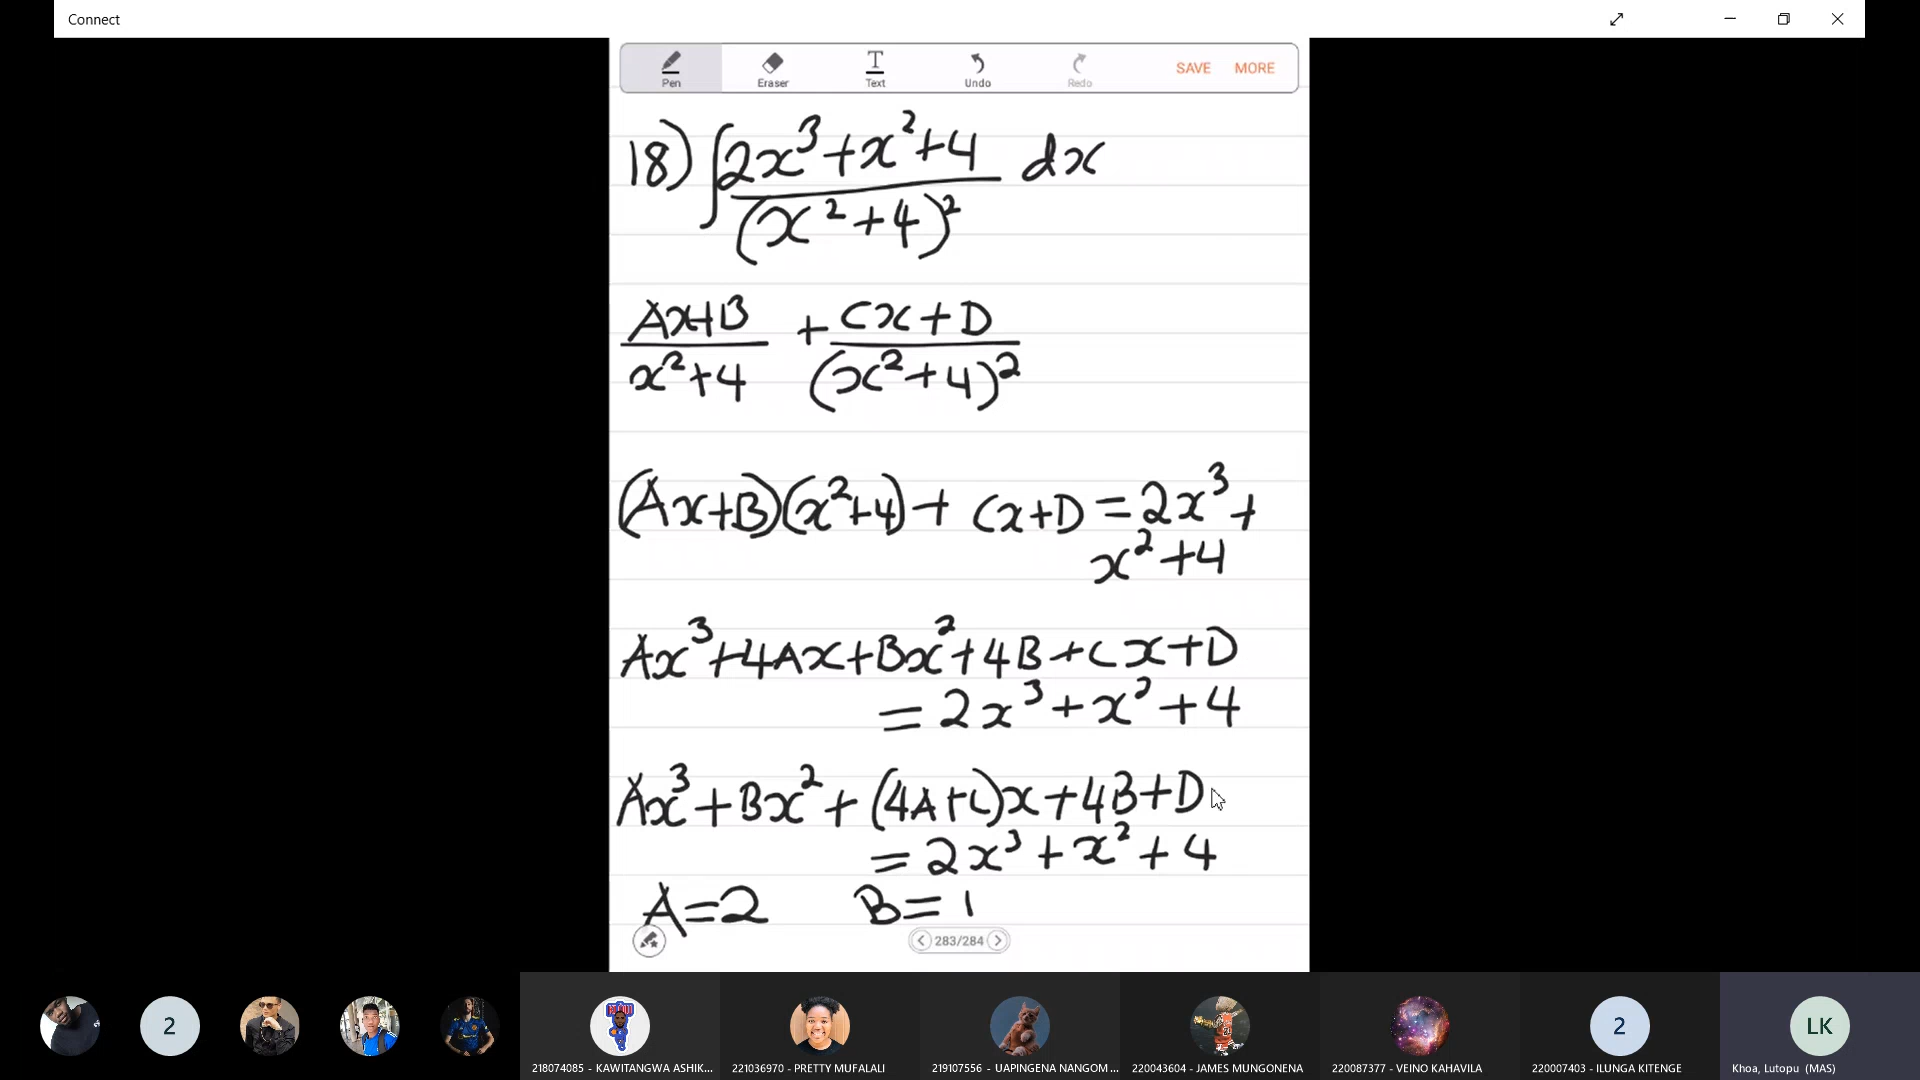 Connect
Pen Eraser Text Undo Redo SAVE MORE
18) ∫ 2x³+x²+4 dx
(x²+4)²
Ax+B + Cx+D
x²+4 (x²+4)²
(Ax+B)(x²+4)+ Cx+D = 2x³+
x²+4
Ax³+4Ax+Bx²+4B+Cx+D
= 2x³+x²+4
Ax³+Bx²+(4A+C)x+4B+D
= 2x³+x²+4
A=2 B=1
283/284
2
2
LK
218074085 - KAWITANGWA ASHIK...
221036970 - PRETTY MUFALALI
219107556 - UAPINGENA NANGOM ...
220043604 - JAMES MUNGONENA
220087377 - VEINO KAHAVILA
220007403 - ILUNGA KITENGE
Khoa, Lutopu (MAS)